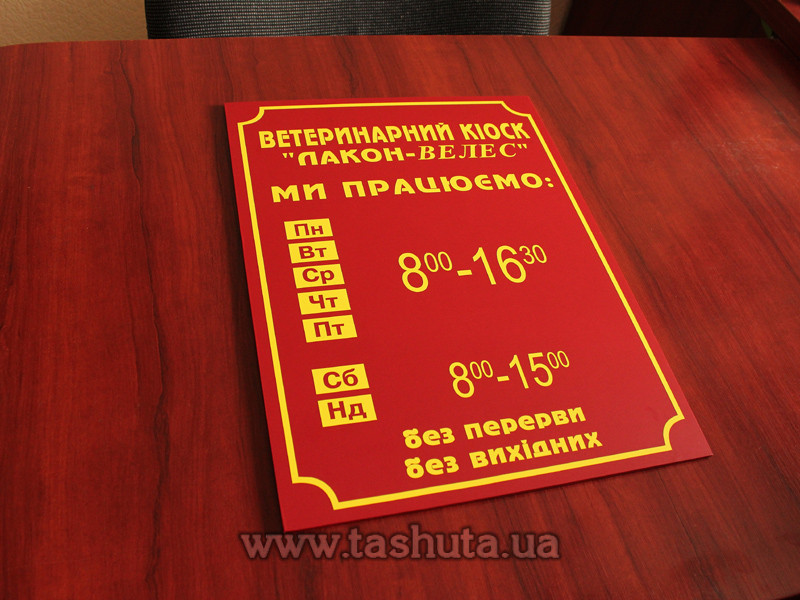 ВЕТЕРИНАРНИЙ КІОСК
"ЛАКОН-ВЕЛЕС"
МИ ПРАЦЮЄМО:
Пн
Вт
Ср
Чт
Пт
8⁰⁰-16³⁰
Сб
Нд
8⁰⁰-15⁰⁰
без перерви
без вихідних
www.tashuta.ua